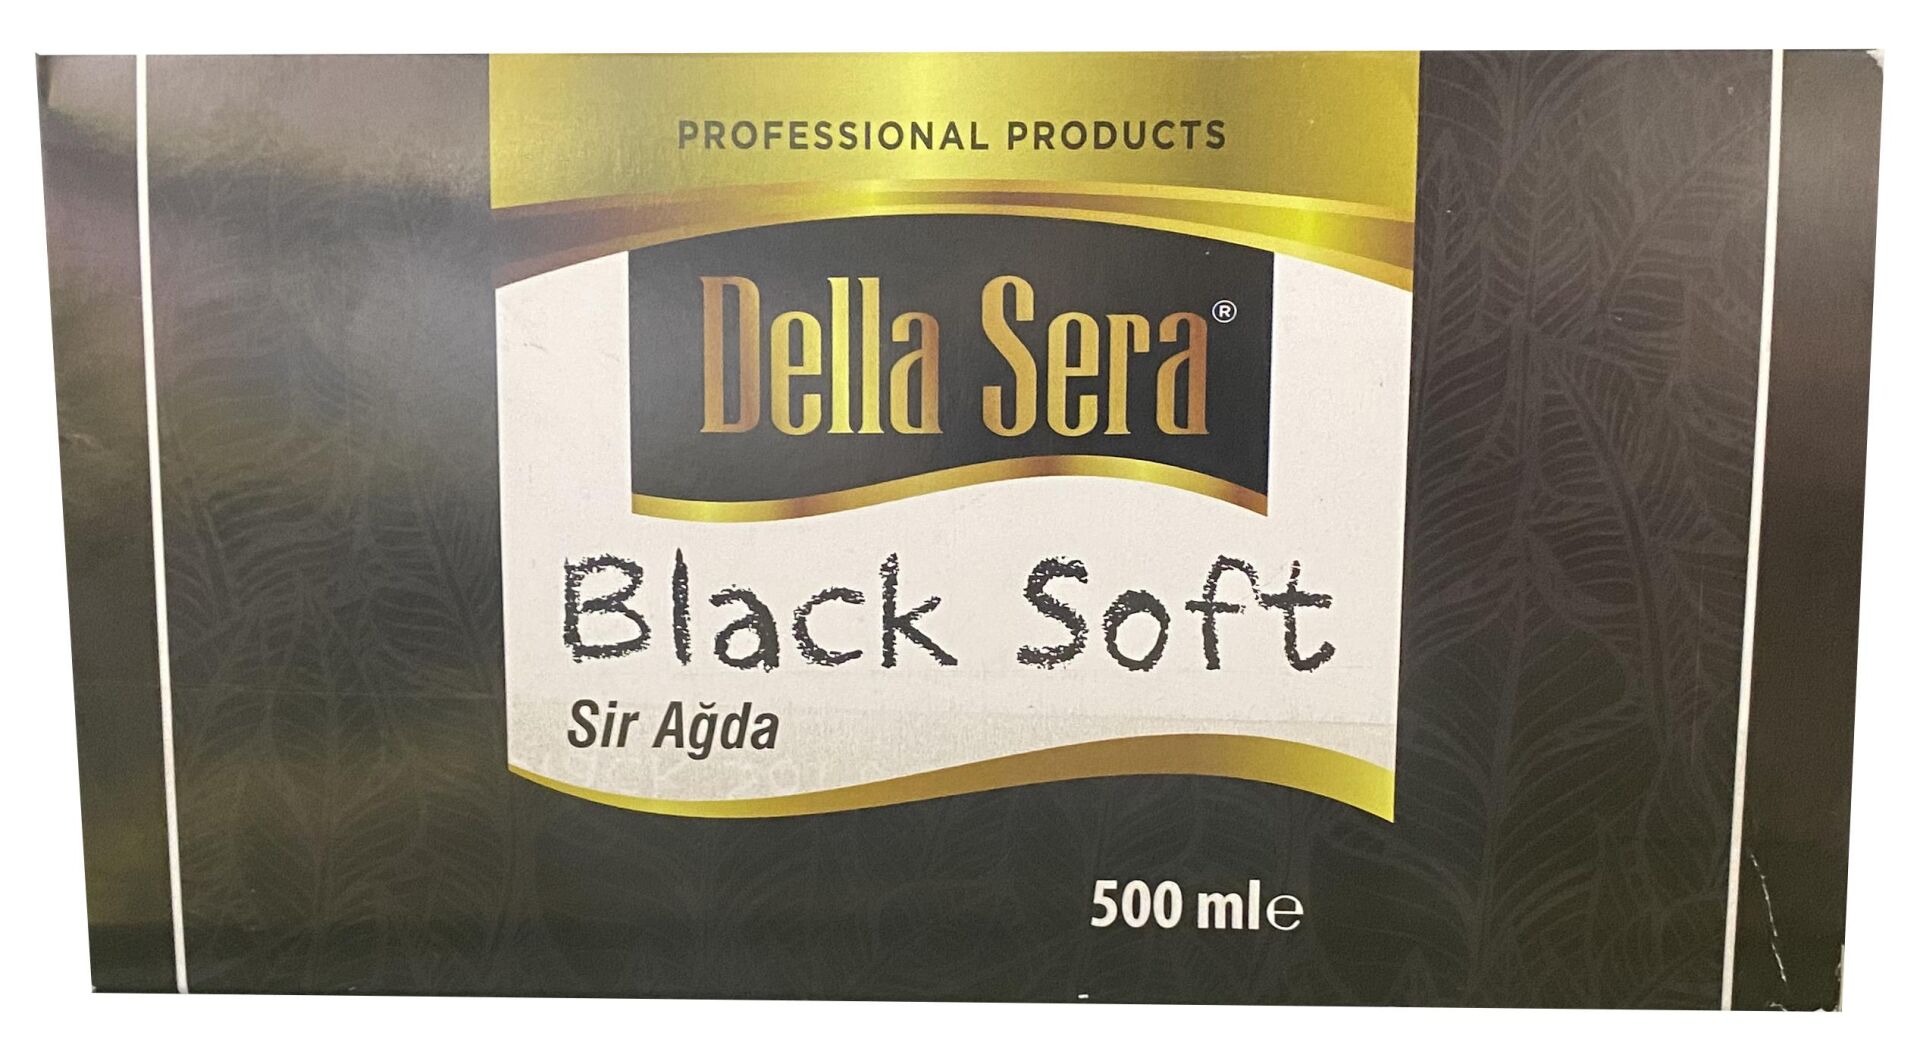 PROFESSIONAL PRODUCTS
Della Sera®
Black Soft
Sir Ağda
500 ml℮